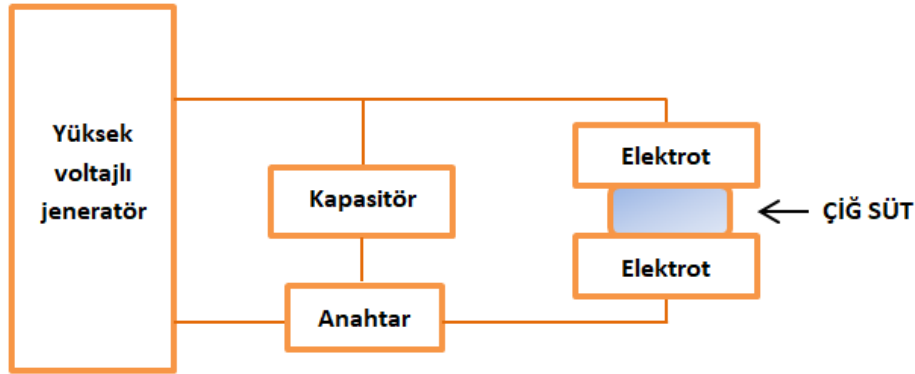 Yüksek
voltajlı
jeneratör
Kapasitör
Anahtar
Elektrot
Elektrot
ÇİĞ SÜT